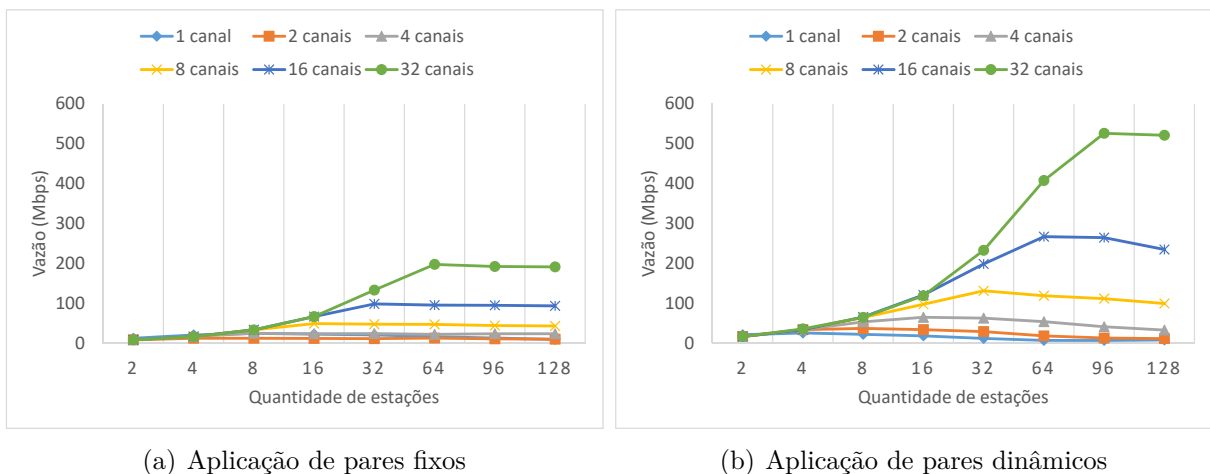 1 canal 2 canais 4 canais
8 canais 16 canais 32 canais
600
500
400
300
200
100
0
Vazão (Mbps)
2 4 8 16 32 64 96 128
Quantidade de estações
(a) Aplicação de pares fixos
1 canal 2 canais 4 canais
8 canais 16 canais 32 canais
600
500
400
300
200
100
0
Vazão (Mbps)
2 4 8 16 32 64 96 128
Quantidade de estações
(b) Aplicação de pares dinâmicos